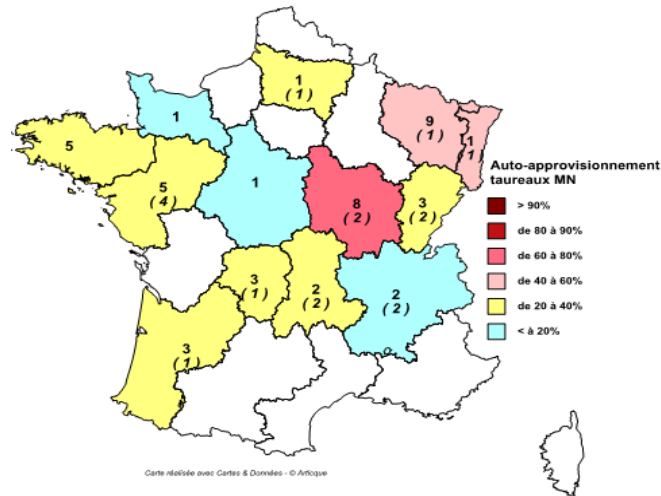 1
( 1 )
1
9
( 1 )
1
( 1 )
5
5
( 4 )
1
8
( 2 )
3
( 2 )
3
( 1 )
2
( 2 )
2
( 2 )
3
( 1 )
Auto-approvisionnement
taureaux MN
> 90%
de 80 à 90%
de 60 à 80%
de 40 à 60%
de 20 à 40%
< à 20%
Carte réalisée avec Cartes & Données - © Articque